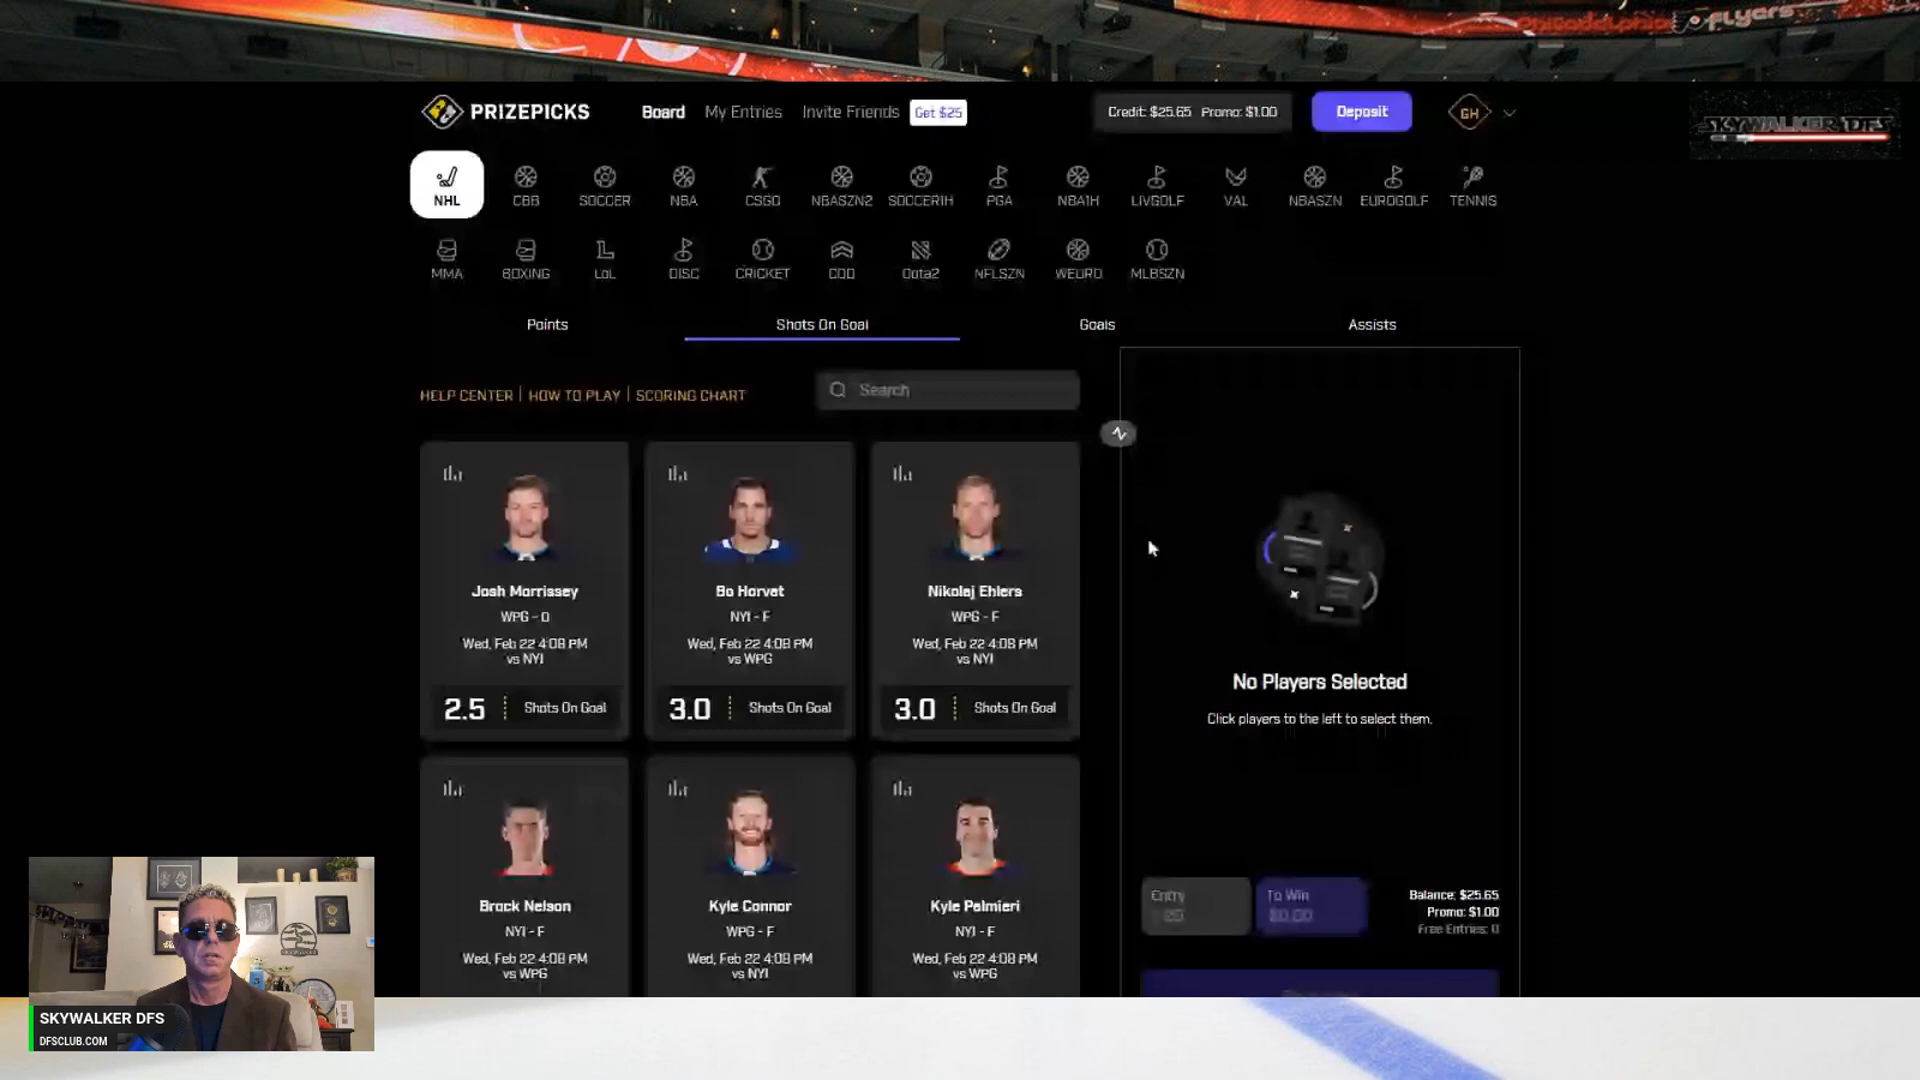 Philadelphia flyers
PRIZEPICKS
Board
My Entries
Invite Friends
Get $25
Credit: $25.65 Promo: $1.00
Deposit
GH
SKYWALKER DFS
NHL
CBB
SOCCER
NBA
CSGO
NBASZN2
SOCCER1H
PGA
NBA1H
LIVGOLF
VAL
NBASZN
EUROGOLF
TENNIS
MMA
BOXING
LoL
DISC
CRICKET
COD
Dota2
NFLSZN
WEURO
MLBSZN
Points
Shots On Goal
Goals
Assists
HELP CENTER | HOW TO PLAY | SCORING CHART
Search
Josh Morrissey
WPG - D
Wed, Feb 22 4:08 PM
vs NYI
2.5 Shots On Goal
Bo Horvat
NYI - F
Wed, Feb 22 4:08 PM
vs WPG
3.0 Shots On Goal
Nikolaj Ehlers
WPG - F
Wed, Feb 22 4:08 PM
vs NYI
3.0 Shots On Goal
No Players Selected
Click players to the left to select them.
Brock Nelson
NYI - F
Wed, Feb 22 4:08 PM
vs WPG
Kyle Connor
WPG - F
Wed, Feb 22 4:08 PM
vs NYI
Kyle Palmieri
NYI - F
Wed, Feb 22 4:08 PM
vs WPG
Entry
To Win
$0.00
Balance: $25.65
Promo: $1.00
Free Entries: 0
SKYWALKER DFS
DFSCLUB.COM